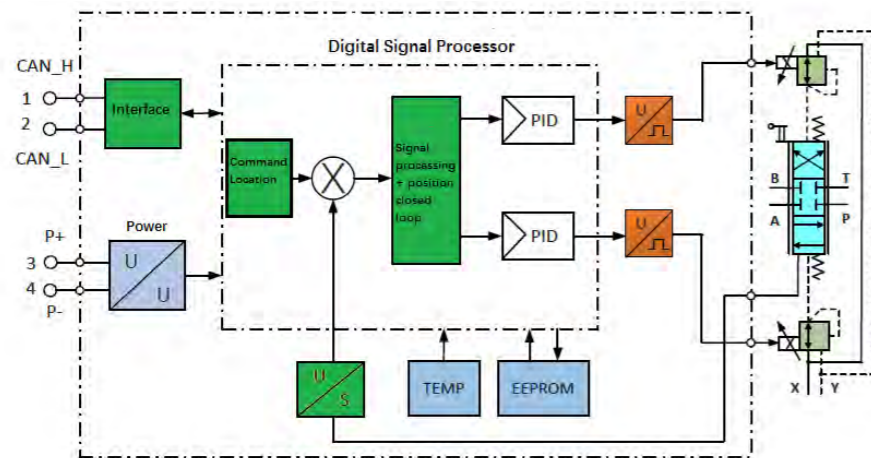 Digital Signal Processor
CAN_H
1
2
CAN_L
Interface
Command
Location
X
Signal
processing
+ position
closed
loop
PID
U
PID
U
B
T
A
P
P+
3
4
P-
Power
U
U
U
S
TEMP
EEPROM
X
Y